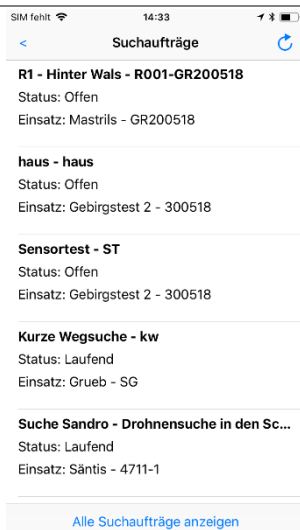 SIM fehlt 14:33
< Suchaufträge
R1 - Hinter Wals - R001-GR200518
Status: Offen
Einsatz: Mastrils - GR200518
haus - haus
Status: Offen
Einsatz: Gebirgstest 2 - 300518
Sensortest - ST
Status: Offen
Einsatz: Gebirgstest 2 - 300518
Kurze Wegsuche - kw
Status: Laufend
Einsatz: Grueb - SG
Suche Sandro - Drohnensuche in den Sc...
Status: Laufend
Einsatz: Säntis - 4711-1
Alle Suchaufträge anzeigen